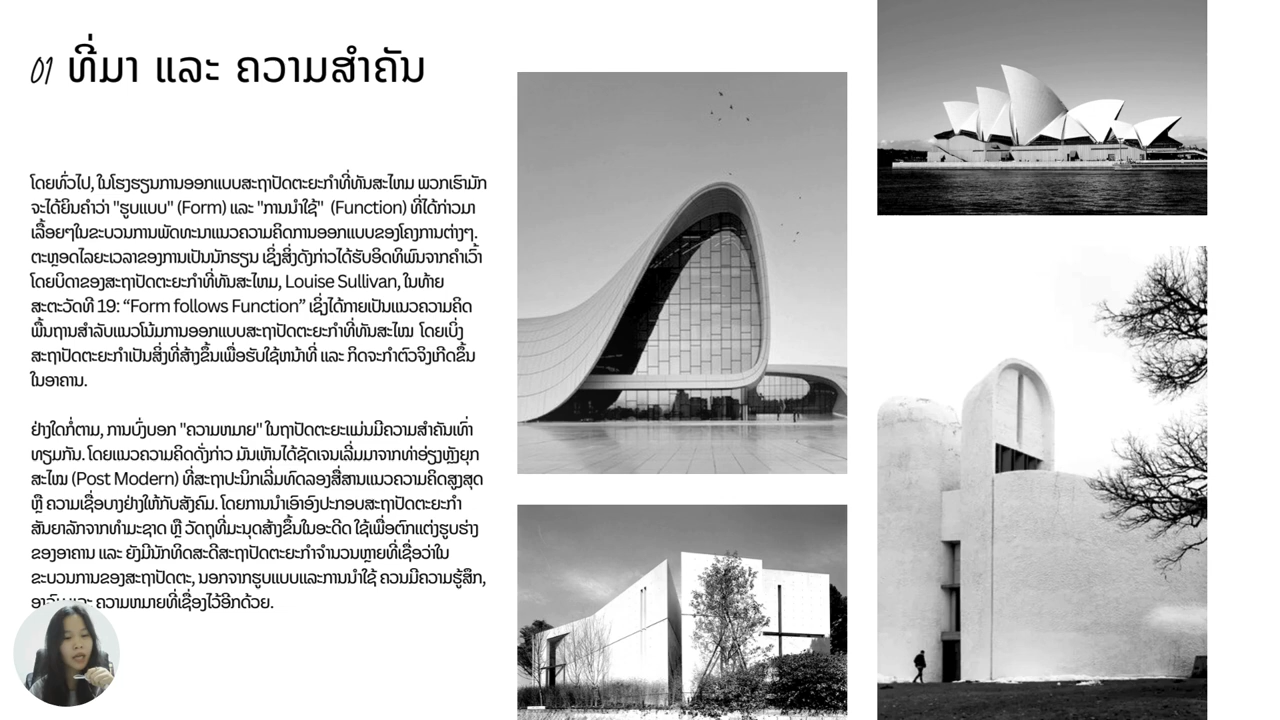 01 ທີ່ມາ ແລະ ຄວາມສຳຄັນ
ໂດຍທົ່ວໄປ, ໃນໂຮງຮຽນການອອກແບບສະຖາປັດຕະຍະກຳທີ່ທັນສະໄຫມ ພວກເຮົາມັກ
ຈະໄດ້ຍິນຄຳວ່າ "ຮູບແບບ" (Form) ແລະ "ການນຳໃຊ້" (Function) ທີ່ໄດ້ກ່າວມາ
ເລື້ອຍໆໃນຂະບວນການພັດທະນາແນວຄວາມຄິດການອອກແບບຂອງໂຄງການຕ່າງໆ.
ຕະຫຼອດໄລຍະເວລາຂອງການເປັນນັກຮຽນ ເຊິ່ງສິ່ງດັ່ງກ່າວໄດ້ຮັບອິດທິພົນຈາກຄຳເວົ້າ
ໂດຍບິດາຂອງສະຖາປັດຕະຍະກຳທີ່ທັນສະໄຫມ, Louise Sullivan, ໃນທ້າຍ
ສະຕະວັດທີ 19: “Form follows Function” ເຊິ່ງໄດ້ກາຍເປັນແນວຄວາມຄິດ
ພື້ນຖານສຳລັບແນວໂນ້ມການອອກແບບສະຖາປັດຕະຍະກຳທີ່ທັນສະໄໝ ໂດຍເບິ່ງ
ສະຖາປັດຕະຍະກຳເປັນສິ່ງທີ່ສ້າງຂຶ້ນເພື່ອຮັບໃຊ້ຫນ້າທີ່ ແລະ ກິດຈະກຳຕົວຈິງເກີດຂຶ້ນ
ໃນອາຄານ.
ຢ່າງໃດກໍ່ຕາມ, ການບົ່ງບອກ "ຄວາມຫມາຍ" ໃນຖາປັດຕະຍະແມ່ນມີຄວາມສຳຄັນເທົ່າ
ທຽມກັນ. ໂດຍແນວຄວາມຄິດດັ່ງກ່າວ ມັນເຫັນໄດ້ຊັດເຈນເລີ່ມມາຈາກທ່າອ່ຽງຫຼັງຍຸກ
ສະໄໝ (Post Modern) ທີ່ສະຖາປະນິກເລີ່ມທົດລອງສື່ສານແນວຄວາມຄິດສູງສຸດ
ຫຼື ຄວາມເຊື່ອບາງຢ່າງໃຫ້ກັບສັງຄົມ. ໂດຍການນຳເອົາອົງປະກອບສະຖາປັດຕະຍະກຳ
ສັນຍາລັກຈາກທຳມະຊາດ ຫຼື ວັດຖຸທີ່ມະນຸດສ້າງຂຶ້ນໃນອະດີດ ໃຊ້ເພື່ອຕົກແຕ່ງຮູບຮ່າງ
ຂອງອາຄານ ແລະ ຍັງມີນັກທິດສະດີສະຖາປັດຕະຍະກຳຈຳນວນຫຼາຍທີ່ເຊື່ອວ່າໃນ
ຂະບວນການຂອງສະຖາປັດຕະ, ນອກຈາກຮູບແບບແລະການນຳໃຊ້ ຄວນມີຄວາມຮູ້ສຶກ,
ຄວາມຫມາຍທີ່ເຊື່ອງໄວ້ອີກດ້ວຍ.